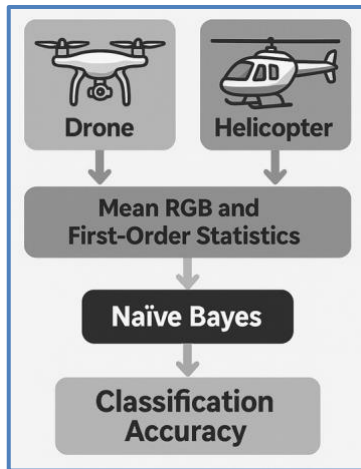 Drone
Helicopter
Mean RGB and
First-Order Statistics
Naïve Bayes
Classification
Accuracy